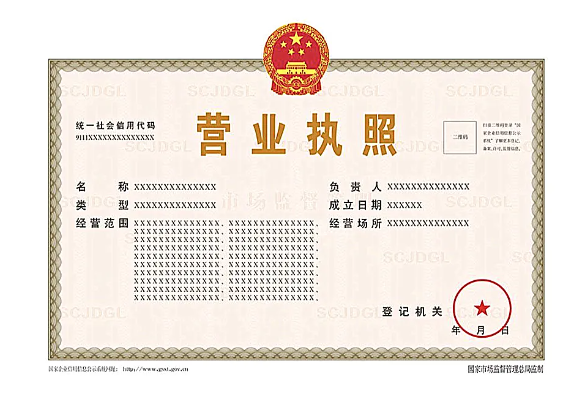 营业执照
统一社会信用代码
9111XXXXXXXXXXXXXX
二维码
扫描二维码登录“国
家企业信用信息公示
系统”了解更多登记、
备案、许可、监管信息。
名称 XXXXXXXXXXXXXX
负责人 XXXXXXXXXXXXXX
类型 XXXXXXXXXXXXXX
成立日期 XXXXXX
经营范围 XXXXXXXXXXXXXX、XXXXXXXXXXXXXX、
经营场所 XXXXXXXXXXXXXX
XXXXXXXXXXXXXX、XXXXXXXXXXXXXX、
XXXXXXXXXXXXXX、XXXXXXXXXXXXXX、
XXXXXXXXXXXXXX、XXXXXXXXXXXXXX、
XXXXXXXXXXXXXX、XXXXXXXXXXXXXX、
XXXXXXXXXXXXXX、XXXXXXXXXXXXXX、
XXXXXXXXXXXXXX、XXXXXXXXXXXXXX、
XXXXXXXXXXXXXX、XXXXXXXXXXXXXX。
登记机关
年 月 日
国家企业信用信息公示系统网址： http://www.gsxt.gov.cn
国家市场监督管理总局监制
SCJDGL
市场监督